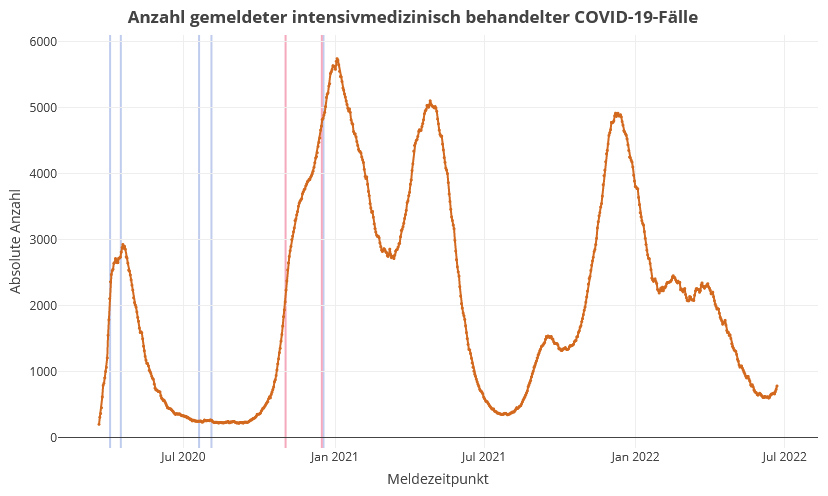 Anzahl gemeldeter intensivmedizinisch behandelter COVID-19-Fälle
6000
5000
4000
3000
2000
1000
0
Absolute Anzahl
Jul 2020
Jan 2021
Jul 2021
Jan 2022
Jul 2022
Meldezeitpunkt